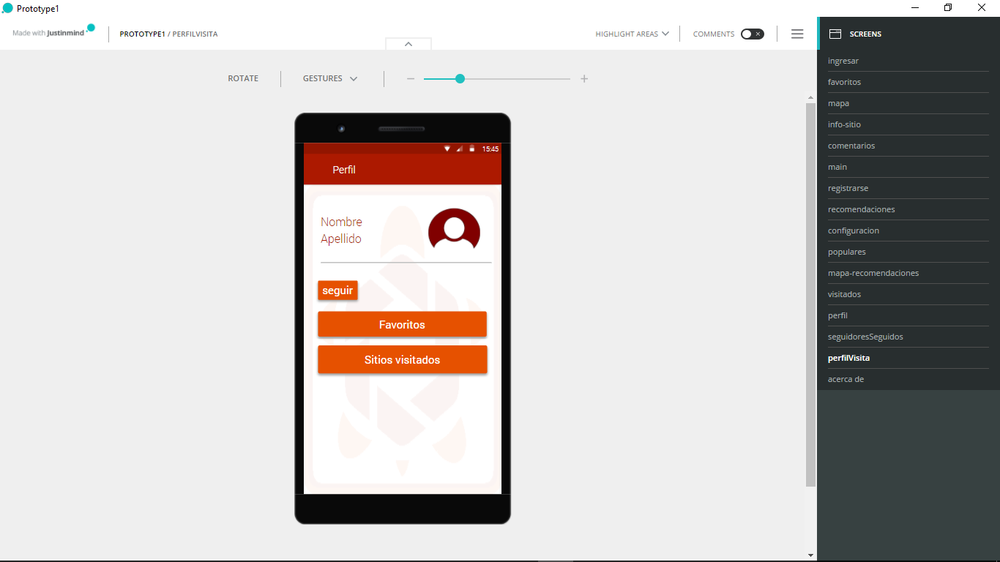 Prototype1
Made with Justinmind
PROTOTYPE1 / PERFILVISITA
HIGHLIGHT AREAS
COMMENTS
SCREENS
ROTATE
GESTURES
15:45
Perfil
Nombre
Apellido
seguir
Favoritos
Sitios visitados
ingresar
favoritos
mapa
info-sitio
comentarios
main
registrarse
recomendaciones
configuracion
populares
mapa-recomendaciones
visitados
perfil
seguidoresSeguidos
perfilVisita
acerca de